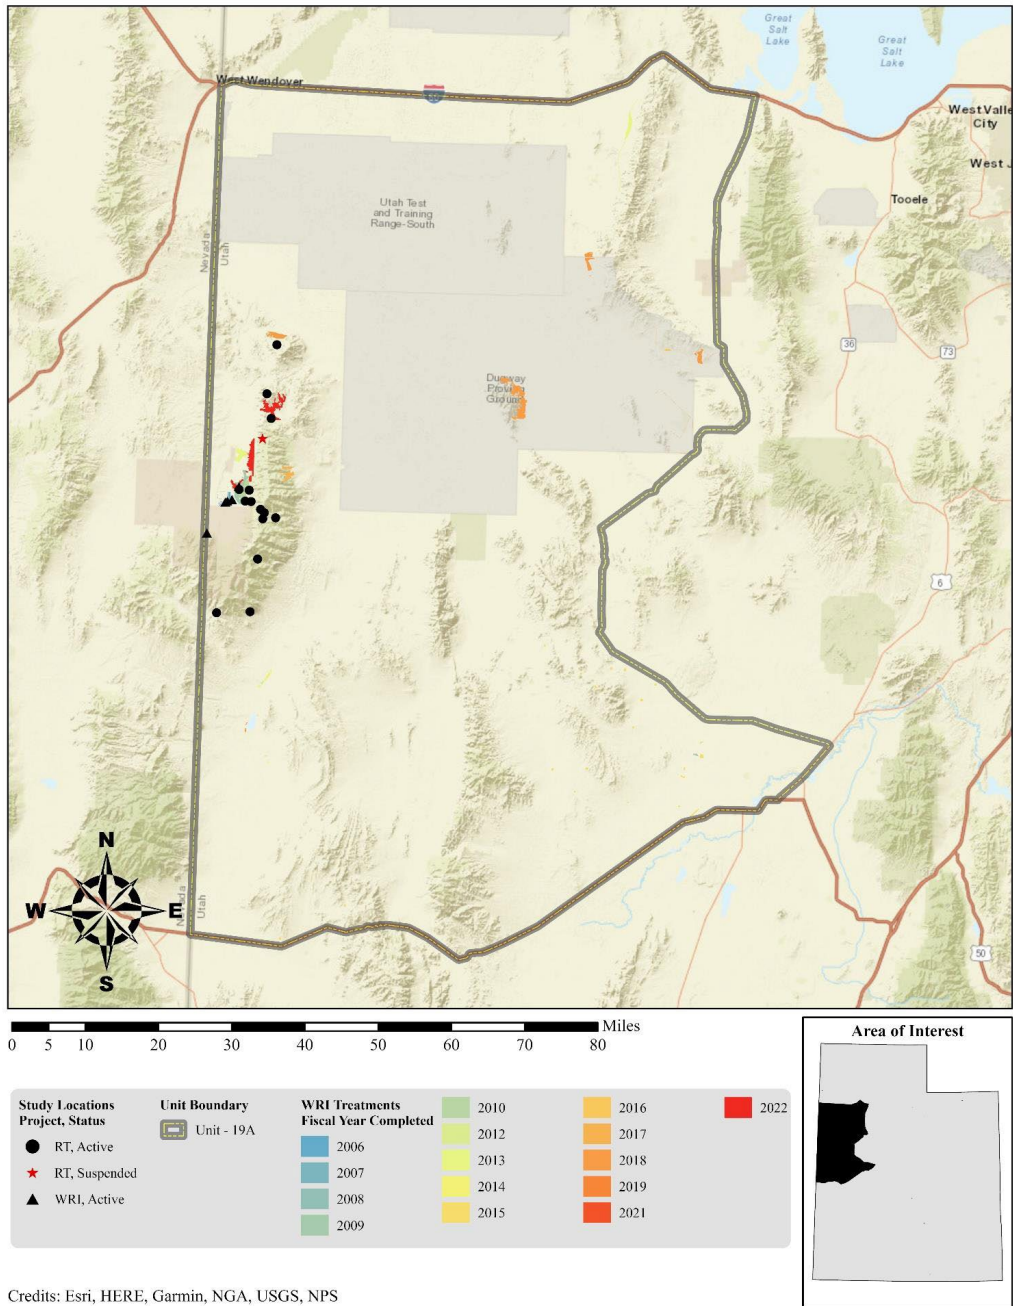 Great
Salt
Lake
Great
Salt
Lake
West Wendover
80
West Valle
City
West J
Tooele
Utah Test
and Training
Range-South
Nevada
Utah
36
73
Dugway
Proving
Ground
6
N
W
E
S
Nevada
Utah
50
Miles
0 5 10 20 30 40 50 60 70 80
Area of Interest
Study Locations
Project, Status
RT, Active
RT, Suspended
WRI, Active
Unit Boundary
Unit - 19A
WRI Treatments
Fiscal Year Completed
2006
2007
2008
2009
2010
2012
2013
2014
2015
2016
2017
2018
2019
2021
2022
Credits: Esri, HERE, Garmin, NGA, USGS, NPS